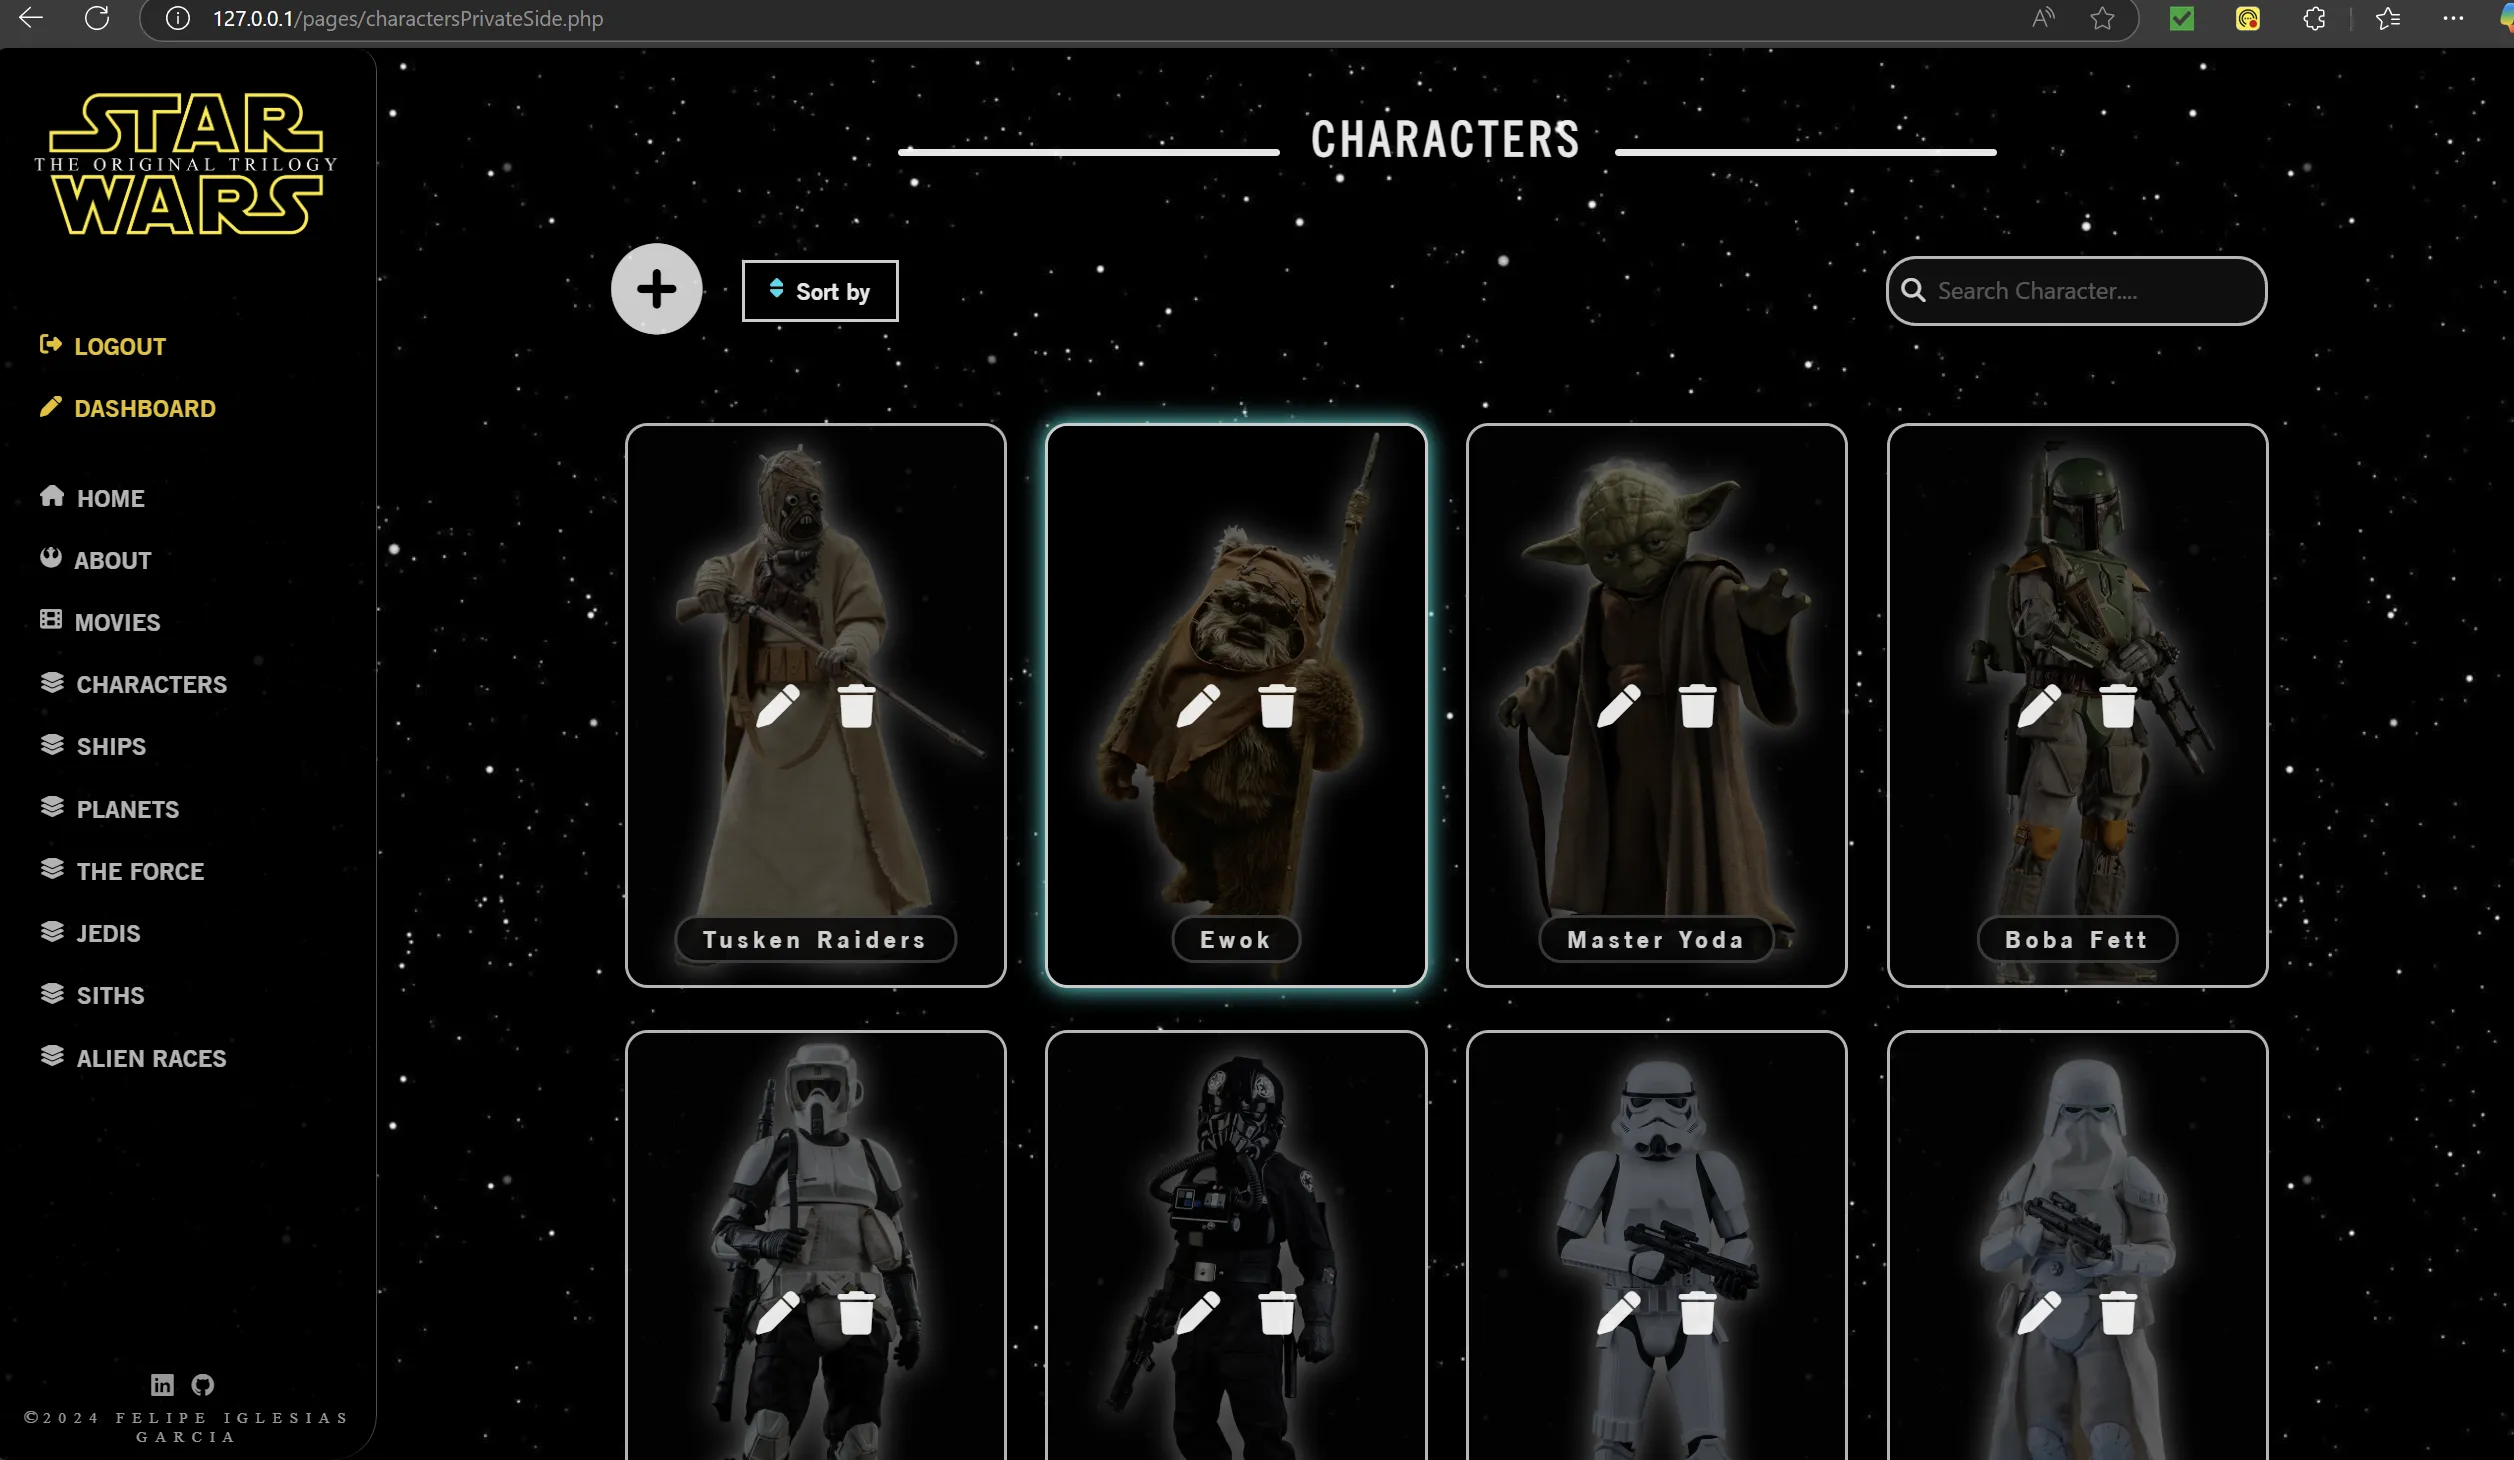 127.0.0.1/pages/charactersPrivateSide.php
STAR
THE ORIGINAL TRILOGY
WARS
LOGOUT
DASHBOARD
HOME
ABOUT
MOVIES
CHARACTERS
SHIPS
PLANETS
THE FORCE
JEDIS
SITHS
ALIEN RACES
©2024 FELIPE IGLESIAS
GARCIA
CHARACTERS
Sort by
Search Character....
Tusken Raiders
Ewok
Master Yoda
Boba Fett